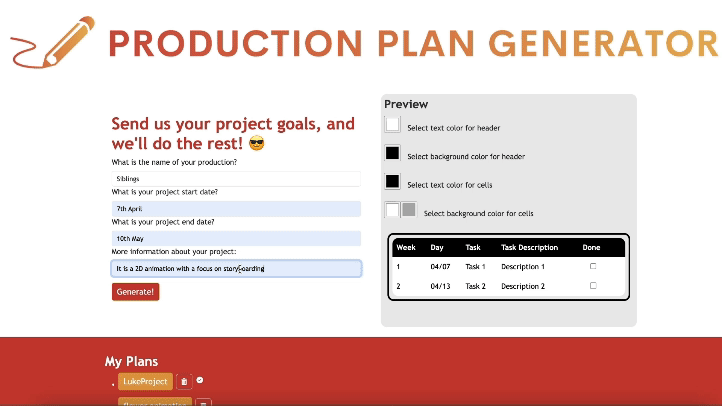 PRODUCTION PLAN GENERATOR
Send us your project goals, and
we'll do the rest! 😎
What is the name of your production?
Siblings
What is your project start date?
7th April
What is your project end date?
10th May
More information about your project:
It is a 2D animation with a focus on storyboarding
Generate!
Preview
Select text color for header
Select background color for header
Select text color for cells
Select background color for cells
Week Day Task Task Description Done
1 04/07 Task 1 Description 1
2 04/13 Task 2 Description 2
My Plans
LukeProject